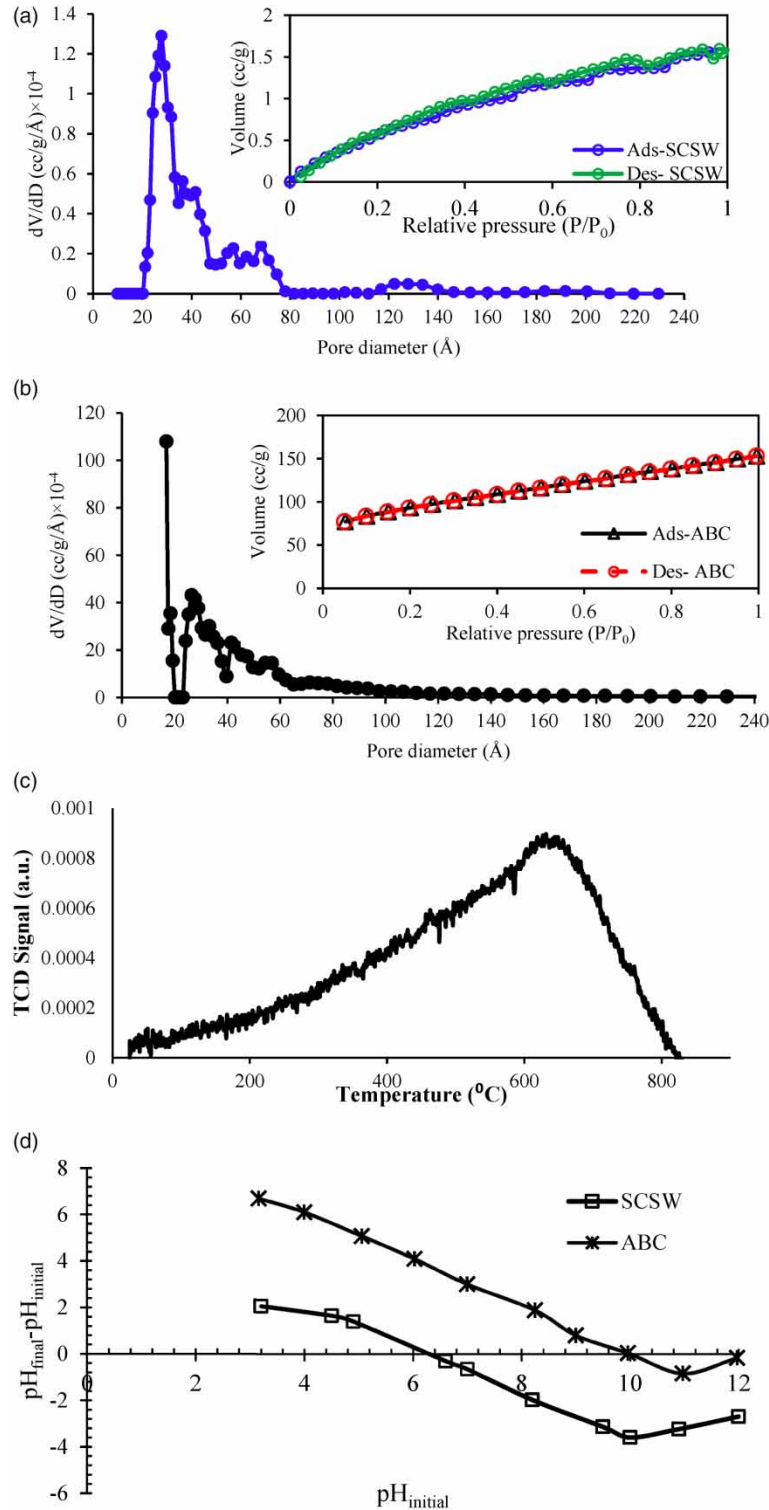 (a)
dV/dD (cc/g/Å)×10⁻⁴
1.4
1.2
1
0.8
0.6
0.4
0.2
0
0 20 40 60 80 100 120 140 160 180 200 220 240
Pore diameter (Å)
Volume (cc/g)
2
1.5
1
0.5
0
0.2 0.4 0.6 0.8 1
Relative pressure (P/P₀)
Ads-SCSW
Des- SCSW
(b)
dV/dD (cc/g/Å)×10⁻⁴
120
100
80
60
40
20
0
0 20 40 60 80 100 120 140 160 180 200 220 240
Pore diameter (Å)
Volume (cc/g)
200
150
100
50
0
0 0.2 0.4 0.6 0.8 1
Relative pressure (P/P₀)
Ads-ABC
Des- ABC
(c)
TCD Signal (a.u.)
0.001
0.0008
0.0006
0.0004
0.0002
0
0 200 400 600 800
Temperature (⁰C)
(d)
pH_final-pH_initial
8
6
4
2
0
-2
-4
-6
0 2 4 6 8 10 12
pH_initial
SCSW
ABC